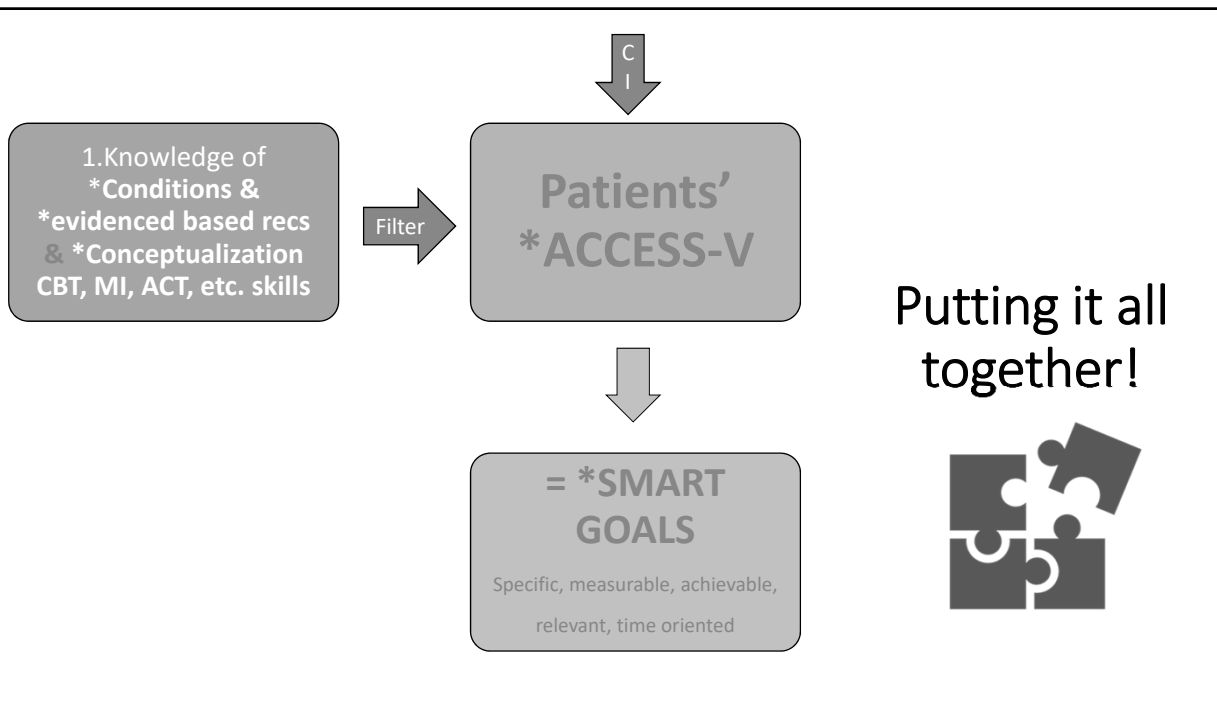 C
I
1.Knowledge of
*Conditions &
*evidenced based recs
& *Conceptualization
CBT, MI, ACT, etc. skills
Filter
Patients’
*ACCESS-V
Putting it all
together!
= *SMART
GOALS
Specific, measurable, achievable,
relevant, time oriented